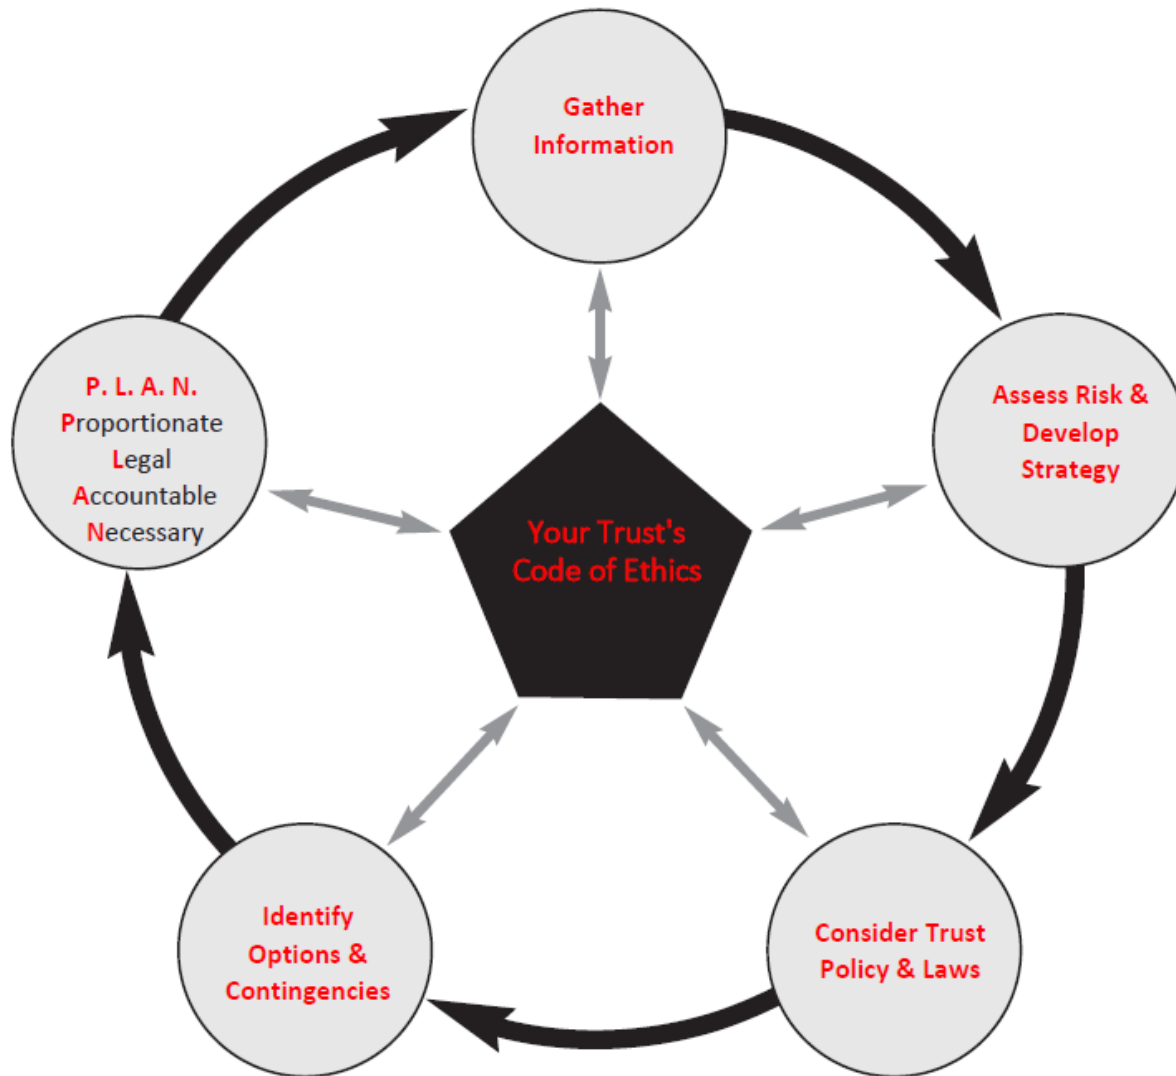 Gather
Information
Assess Risk &
Develop
Strategy
Consider Trust
Policy & Laws
Identify
Options &
Contingencies
P. L. A. N.
Proportionate
Legal
Accountable
Necessary
Your Trust's
Code of Ethics